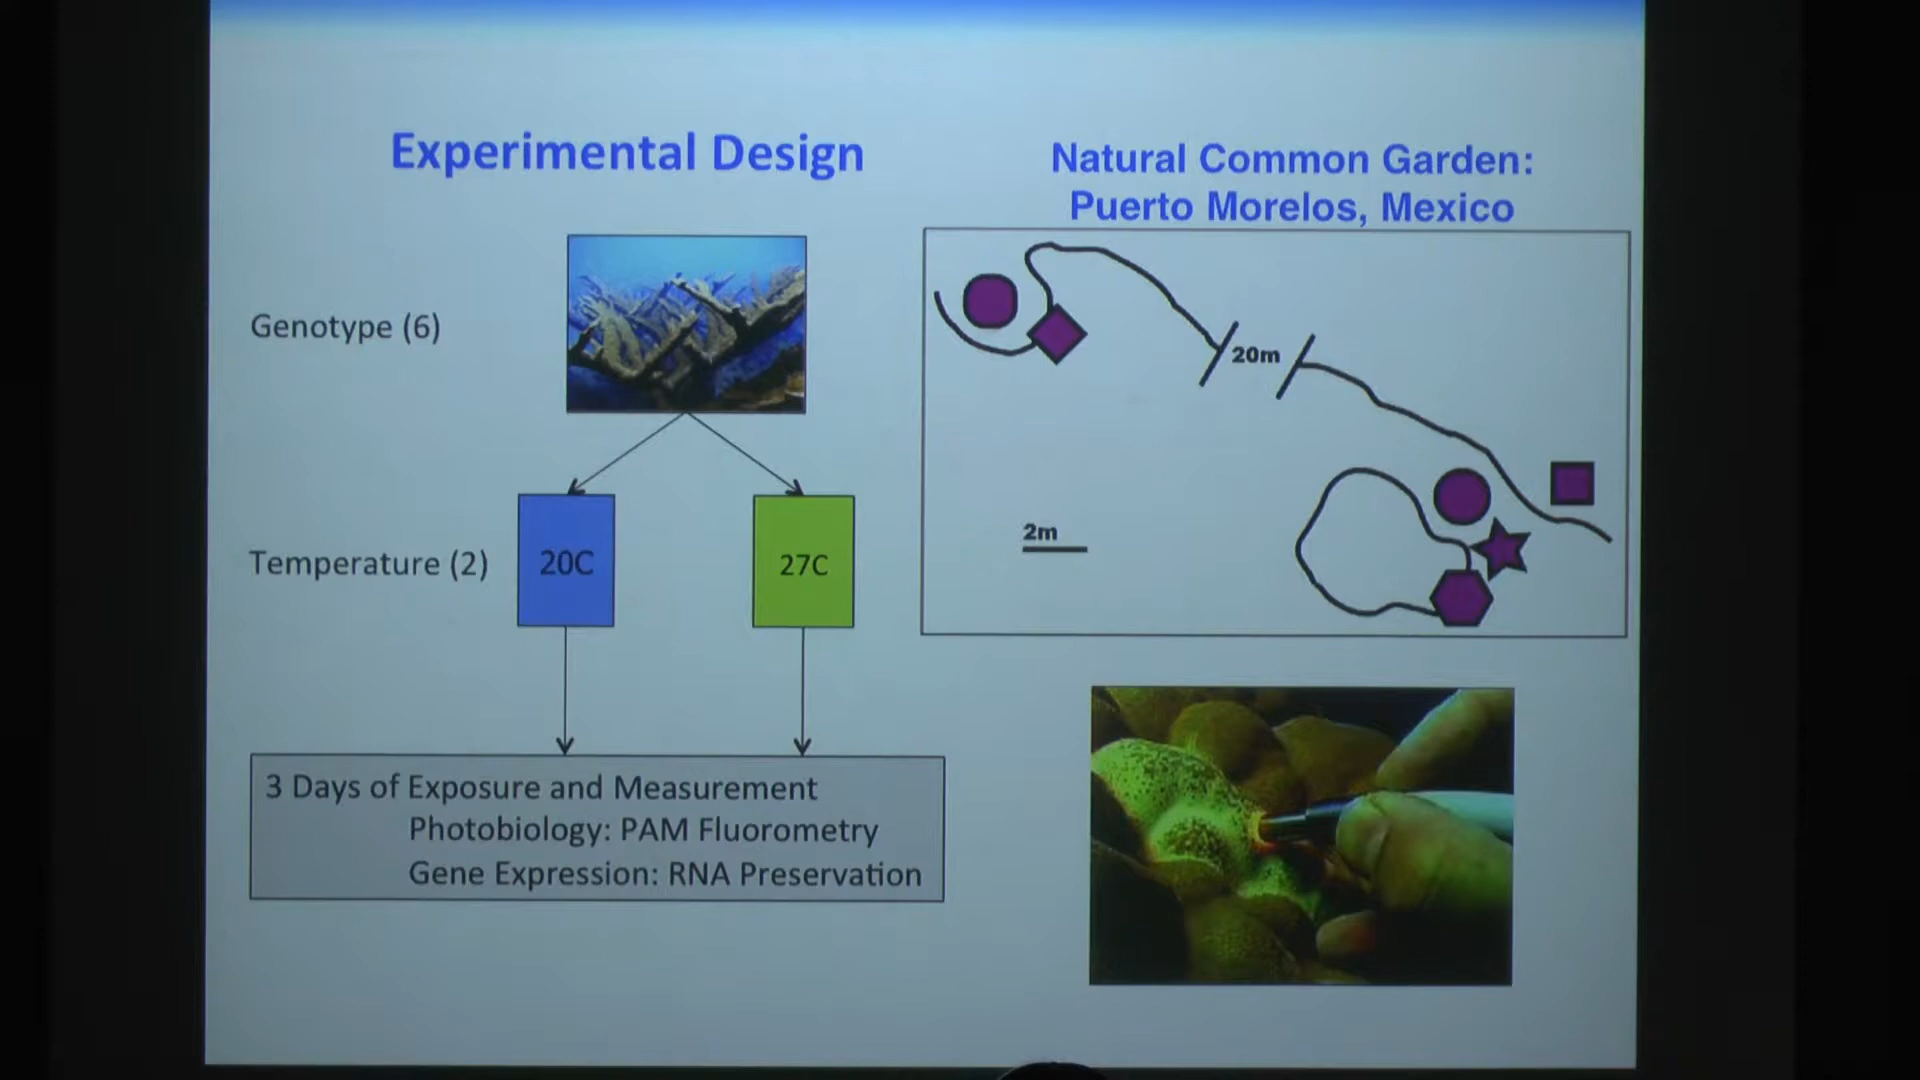 Experimental Design
Genotype (6)
Temperature (2)
20C
27C
3 Days of Exposure and Measurement
Photobiology: PAM Fluorometry
Gene Expression: RNA Preservation
Natural Common Garden:
Puerto Morelos, Mexico
20m
2m